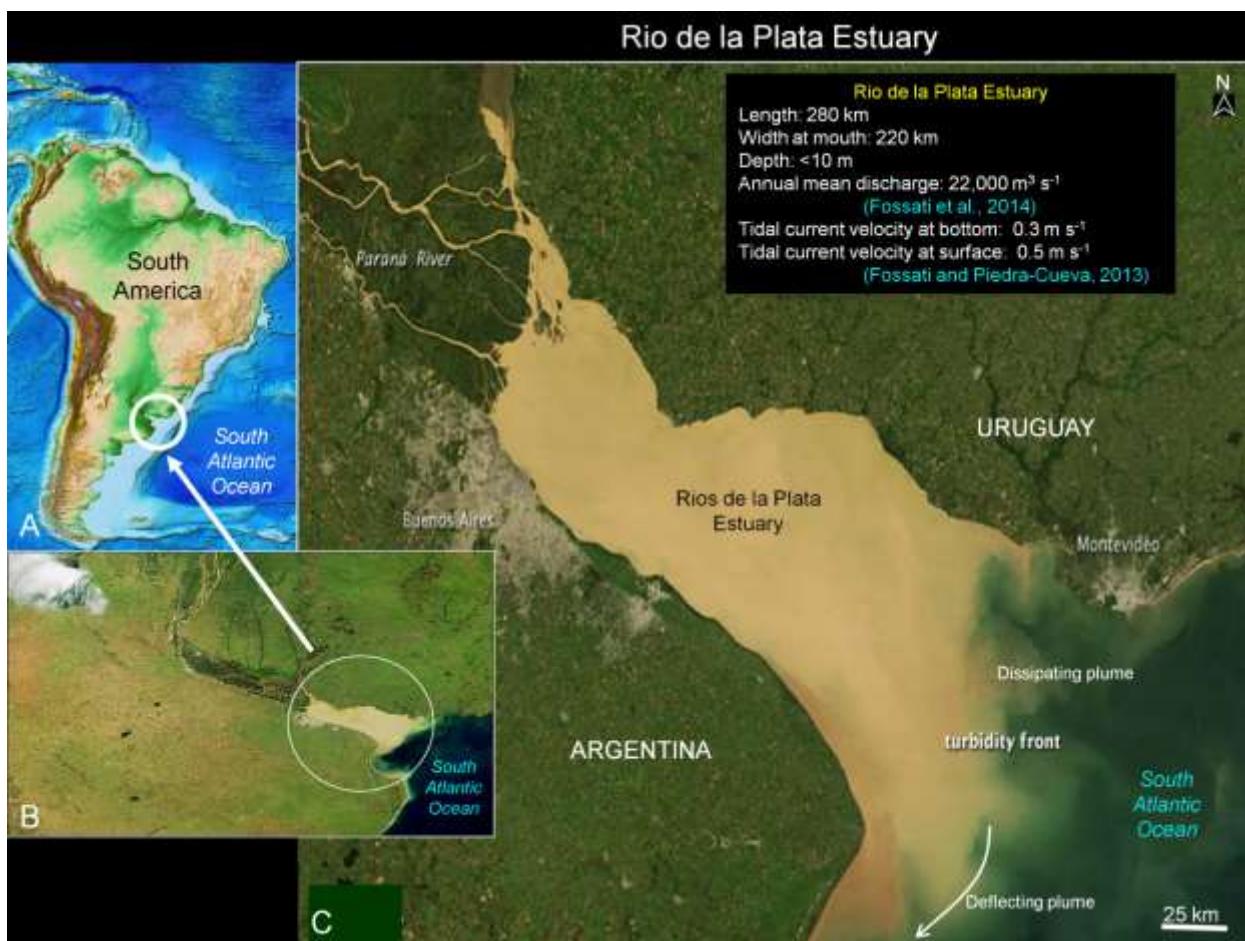 Rio de la Plata Estuary
N
Rio de la Plata Estuary
Length: 280 km
Width at mouth: 220 km
Depth: <10 m
Annual mean discharge: 22,000 m³ s⁻¹
(Fossati et al., 2014)
Tidal current velocity at bottom: 0.3 m s⁻¹
Tidal current velocity at surface: 0.5 m s⁻¹
(Fossati and Piedra-Cueva, 2013)
South
America
South
Atlantic
Ocean
A
South
Atlantic
Ocean
B
Paraná River
URUGUAY
Rios de la Plata
Estuary
Buenos Aires
Montevideo
Dissipating plume
turbidity front
ARGENTINA
South
Atlantic
Ocean
Deflecting plume
C
25 km